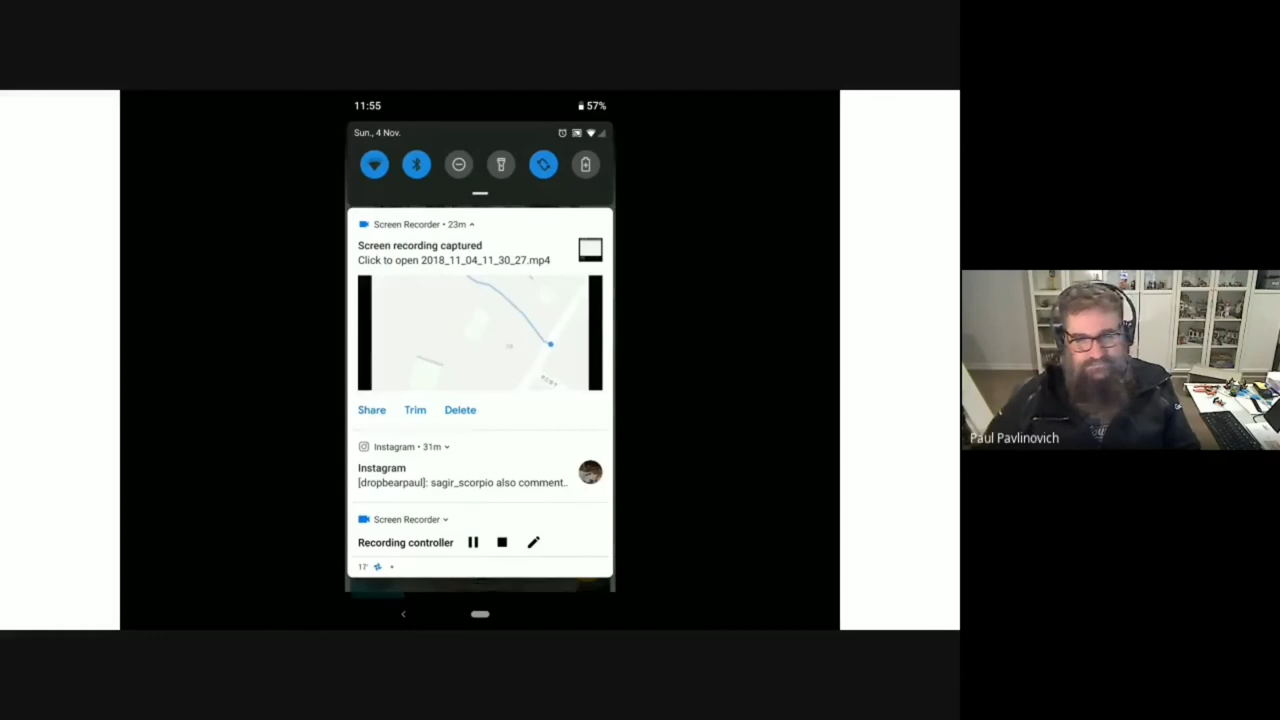 11:55
57%
Sun., 4 Nov.
Screen Recorder • 23m
Screen recording captured
Click to open 2018_11_04_11_30_27.mp4
Share Trim Delete
Instagram • 31m
Instagram
[dropbearpaul]: sagir_scorpio also comment..
Screen Recorder
Recording controller
17°
Paul Pavlinovich